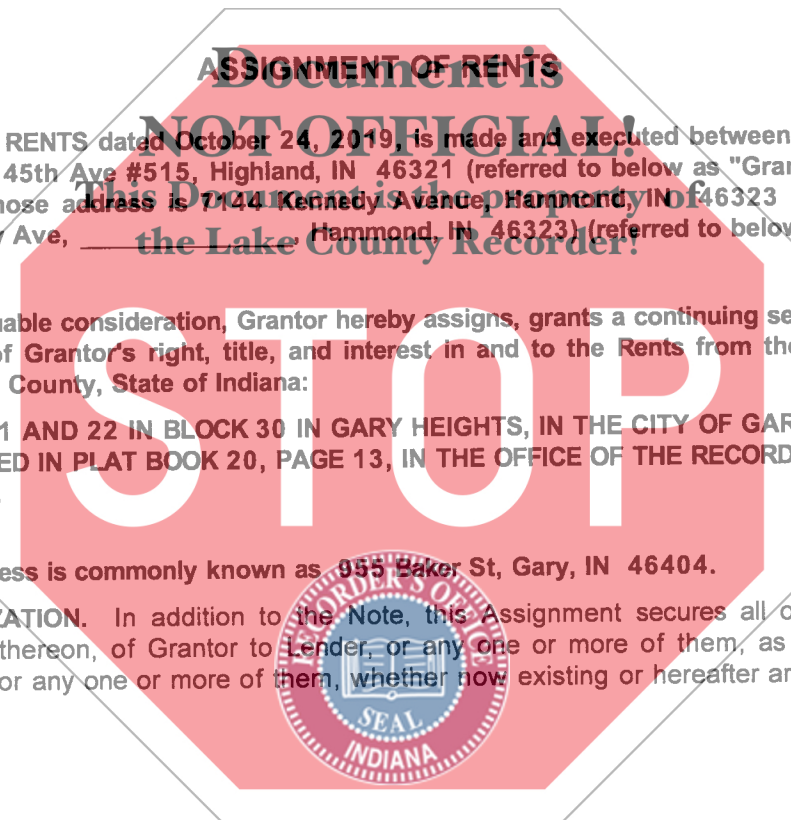 ASSIGNMENT OF RENTS
Document is
NOT OFFICIAL!
This Document is the property of
the Lake County Recorder!
RENTS dated October 24, 2019, is made and executed between
45th Ave #515, Highland, IN 46321 (referred to below as "Gran
hose address is 7144 Kennedy Avenue, Hammond, IN 46323
y Ave, ____________________, Hammond, IN 46323) (referred to below
uable consideration, Grantor hereby assigns, grants a continuing se
of Grantor's right, title, and interest in and to the Rents from the
County, State of Indiana:
1 AND 22 IN BLOCK 30 IN GARY HEIGHTS, IN THE CITY OF GAR
ED IN PLAT BOOK 20, PAGE 13, IN THE OFFICE OF THE RECORD
STOP
ess is commonly known as 955 Baker St, Gary, IN 46404.
ZATION. In addition to the Note, this Assignment secures all o
thereon, of Grantor to Lender, or any one or more of them, as
or any one or more of them, whether now existing or hereafter ar
RECORDER'S OFFICE
SEAL
INDIANA